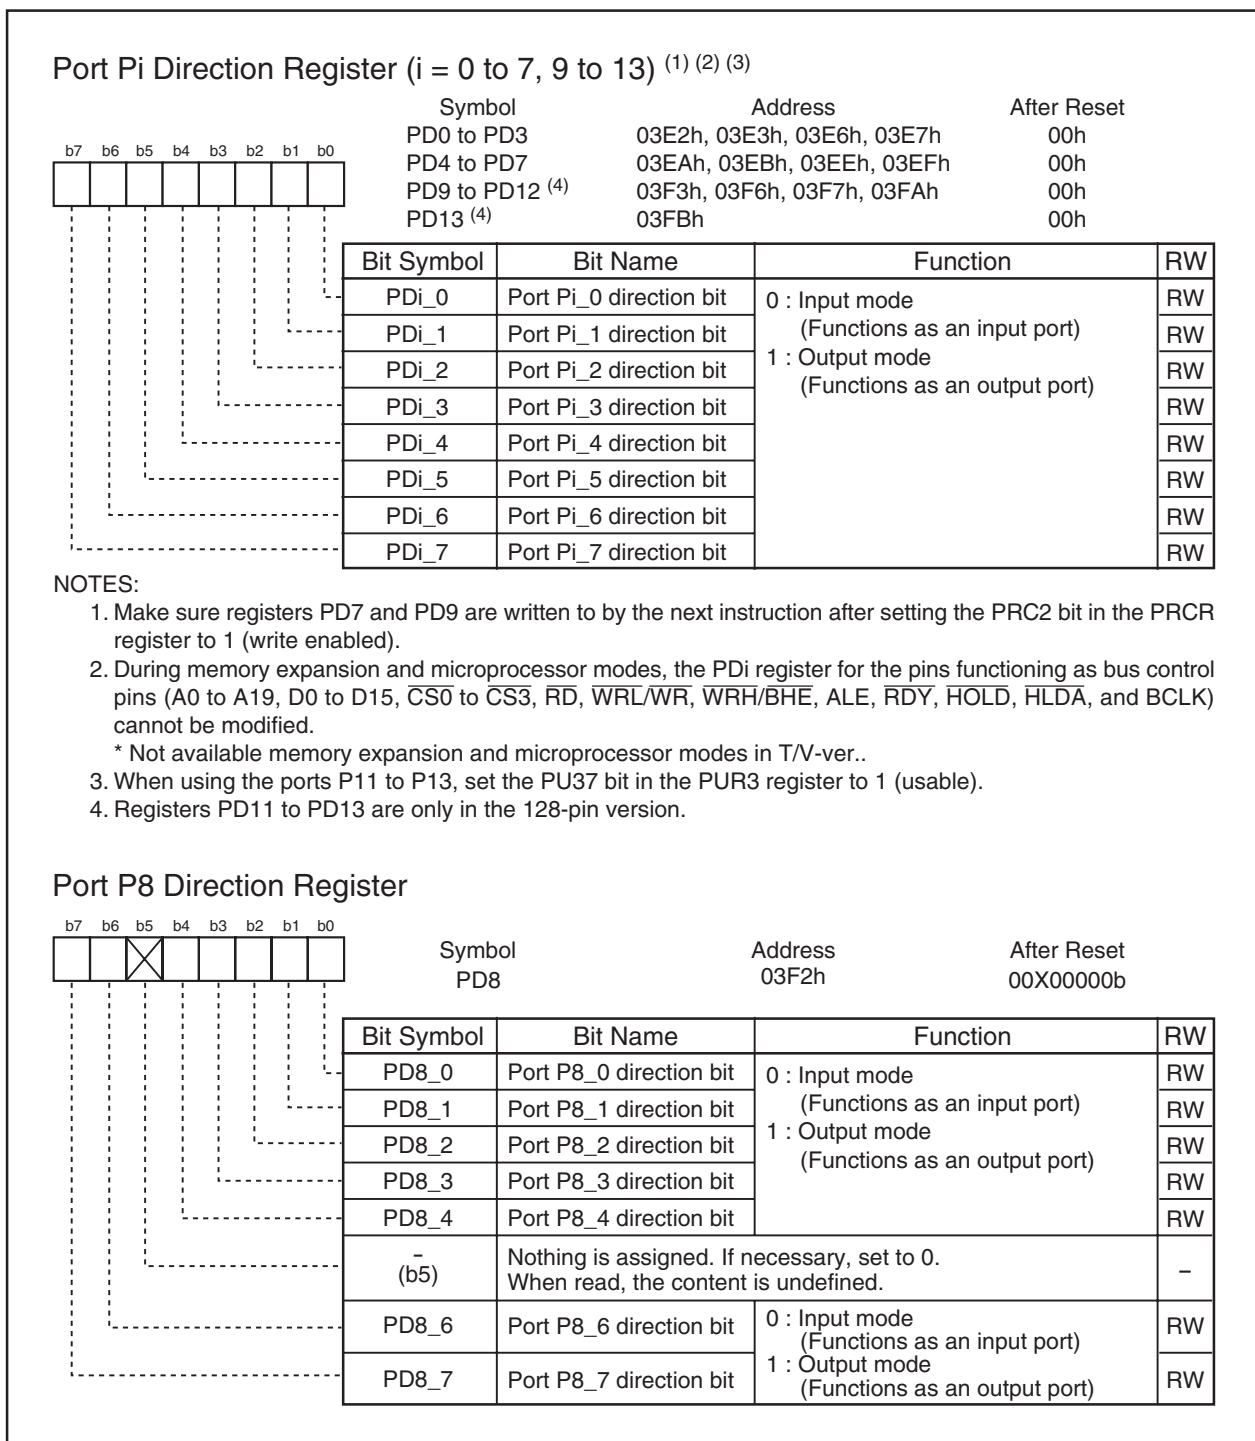 Port Pi Direction Register (i = 0 to 7, 9 to 13) (1) (2) (3)
Symbol Address After Reset
PD0 to PD3 03E2h, 03E3h, 03E6h, 03E7h 00h
b7 b6 b5 b4 b3 b2 b1 b0
PD4 to PD7 03EAh, 03EBh, 03EEh, 03EFh 00h
PD9 to PD12 (4) 03F3h, 03F6h, 03F7h, 03FAh 00h
PD13 (4) 03FBh 00h
Bit Symbol Bit Name Function RW
PDi_0 Port Pi_0 direction bit 0 : Input mode RW
(Functions as an input port)
PDi_1 Port Pi_1 direction bit RW
1 : Output mode
PDi_2 Port Pi_2 direction bit RW
(Functions as an output port)
PDi_3 Port Pi_3 direction bit RW
PDi_4 Port Pi_4 direction bit RW
PDi_5 Port Pi_5 direction bit RW
PDi_6 Port Pi_6 direction bit RW
PDi_7 Port Pi_7 direction bit RW
NOTES:
1. Make sure registers PD7 and PD9 are written to by the next instruction after setting the PRC2 bit in the PRCR
register to 1 (write enabled).
2. During memory expansion and microprocessor modes, the PDi register for the pins functioning as bus control
pins (A0 to A19, D0 to D15, C̅S̅0̅ to C̅S̅3̅, R̅D̅, W̅R̅L̅/W̅R̅, W̅R̅H̅/B̅H̅E̅, ALE, R̅D̅Y̅, H̅O̅L̅D̅, H̅L̅D̅A̅, and BCLK)
cannot be modified.
* Not available memory expansion and microprocessor modes in T/V-ver..
3. When using the ports P11 to P13, set the PU37 bit in the PUR3 register to 1 (usable).
4. Registers PD11 to PD13 are only in the 128-pin version.
Port P8 Direction Register
b7 b6 b5 b4 b3 b2 b1 b0
Symbol Address After Reset
PD8 03F2h 00X00000b
Bit Symbol Bit Name Function RW
PD8_0 Port P8_0 direction bit 0 : Input mode RW
(Functions as an input port)
PD8_1 Port P8_1 direction bit RW
1 : Output mode
PD8_2 Port P8_2 direction bit RW
(Functions as an output port)
PD8_3 Port P8_3 direction bit RW
PD8_4 Port P8_4 direction bit RW
– Nothing is assigned. If necessary, set to 0. –
(b5) When read, the content is undefined.
PD8_6 Port P8_6 direction bit 0 : Input mode RW
(Functions as an input port)
1 : Output mode
PD8_7 Port P8_7 direction bit (Functions as an output port) RW